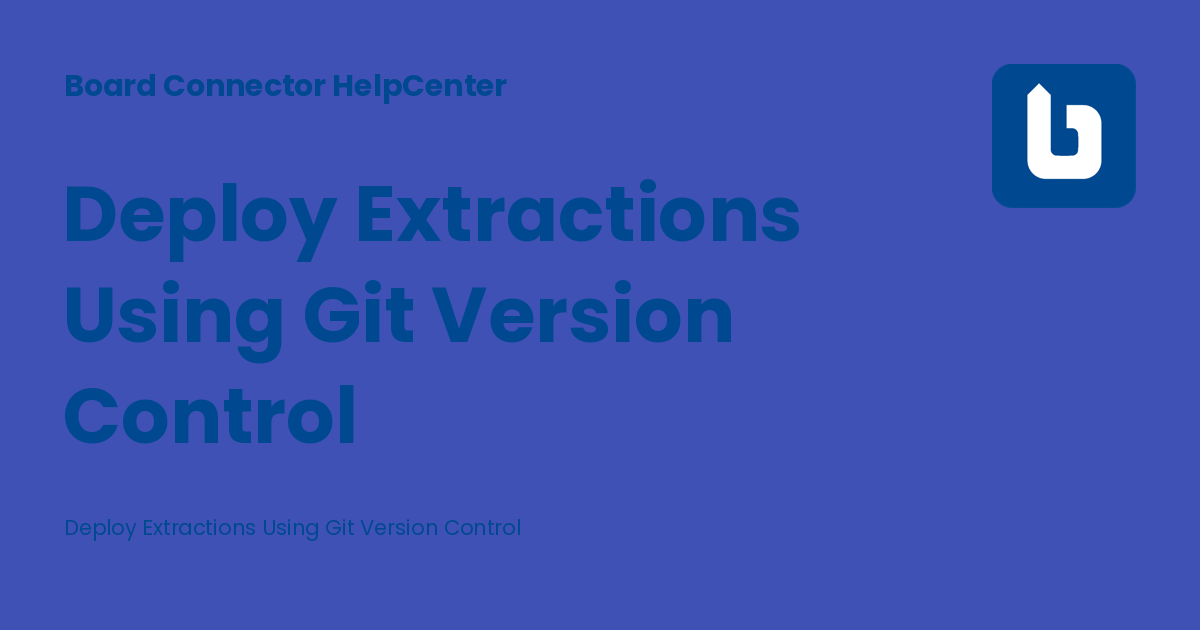 Board Connector HelpCenter
Deploy Extractions
Using Git Version
Control
Deploy Extractions Using Git Version Control